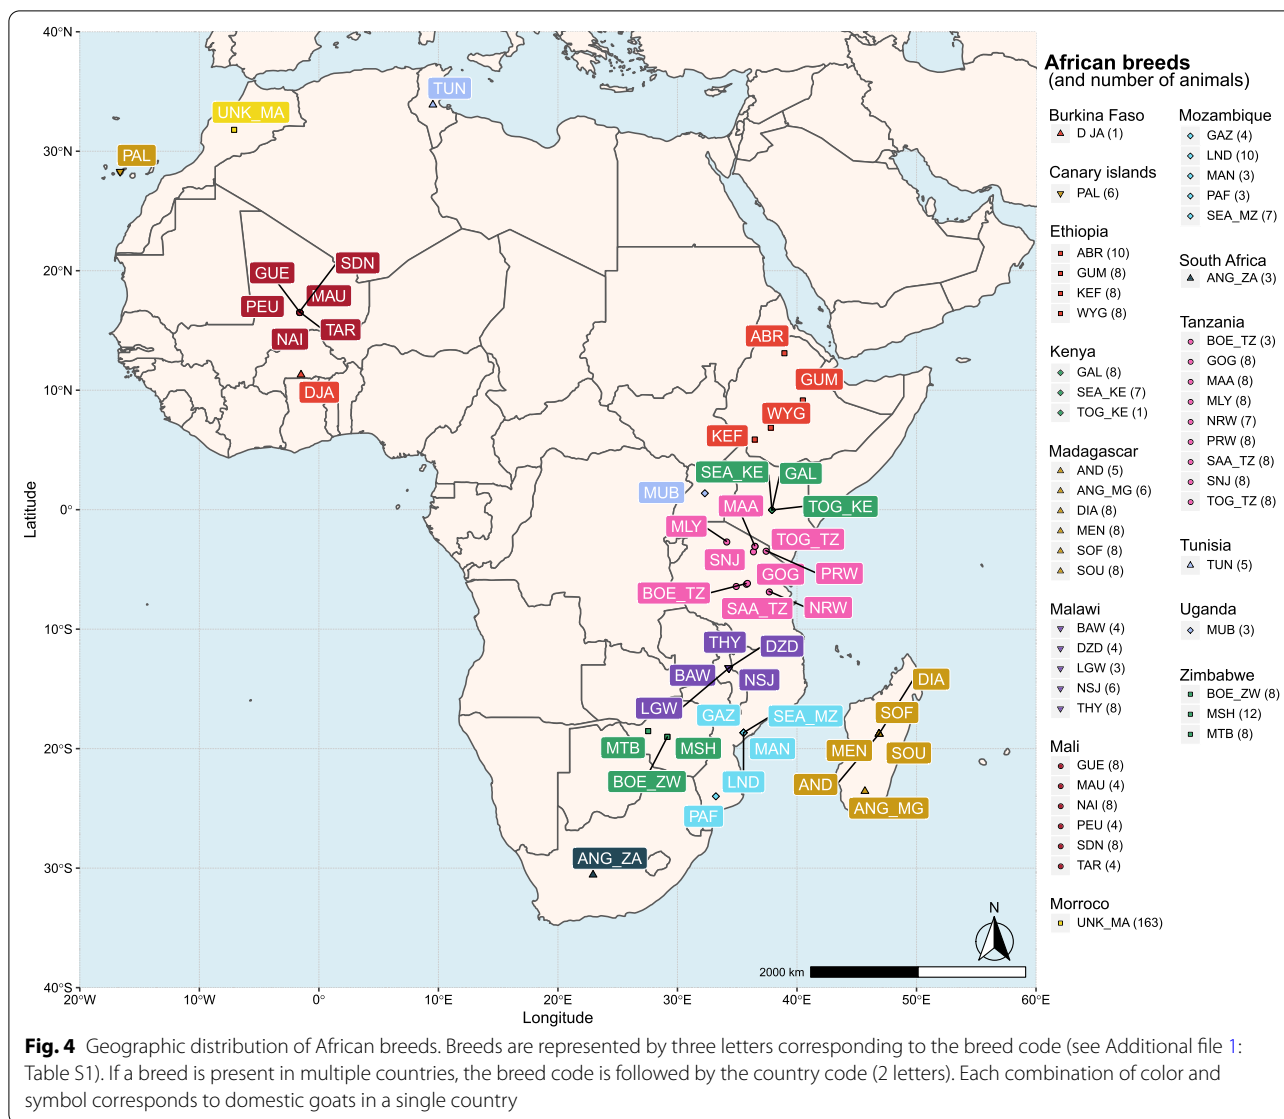 40°N
30°N
20°N
10°N
0°
10°S
20°S
30°S
40°S
Latitude
20°W
10°W
0°
10°E
20°E
30°E
40°E
50°E
60°E
Longitude
TUN
UNK_MA
PAL
SDN
GUE
MAU
PEU
TAR
NAI
DJA
ABR
GUM
WYG
KEF
SEA_KE
GAL
MUB
MAA
TOG_KE
MLY
TOG_TZ
SNJ
GOG
PRW
BOE_TZ
SAA_TZ
NRW
THY
DZD
BAW
NSJ
LGW
GAZ
SEA_MZ
MTB
MSH
MAN
BOE_ZW
LND
PAF
DIA
SOF
MEN
SOU
AND
ANG_MG
ANG_ZA
N
2000 km
African breeds
(and number of animals)
Burkina Faso
D JA (1)
Canary islands
PAL (6)
Ethiopia
ABR (10)
GUM (8)
KEF (8)
WYG (8)
Kenya
GAL (8)
SEA_KE (7)
TOG_KE (1)
Madagascar
AND (5)
ANG_MG (6)
DIA (8)
MEN (8)
SOF (8)
SOU (8)
Malawi
BAW (4)
DZD (4)
LGW (3)
NSJ (6)
THY (8)
Mali
GUE (8)
MAU (4)
NAI (8)
PEU (4)
SDN (8)
TAR (4)
Morroco
UNK_MA (163)
Mozambique
GAZ (4)
LND (10)
MAN (3)
PAF (3)
SEA_MZ (7)
South Africa
ANG_ZA (3)
Tanzania
BOE_TZ (3)
GOG (8)
MAA (8)
MLY (8)
NRW (7)
PRW (8)
SAA_TZ (8)
SNJ (8)
TOG_TZ (8)
Tunisia
TUN (5)
Uganda
MUB (3)
Zimbabwe
BOE_ZW (8)
MSH (12)
MTB (8)
Fig. 4 Geographic distribution of African breeds. Breeds are represented by three letters corresponding to the breed code (see Additional file 1:
Table S1). If a breed is present in multiple countries, the breed code is followed by the country code (2 letters). Each combination of color and
symbol corresponds to domestic goats in a single country